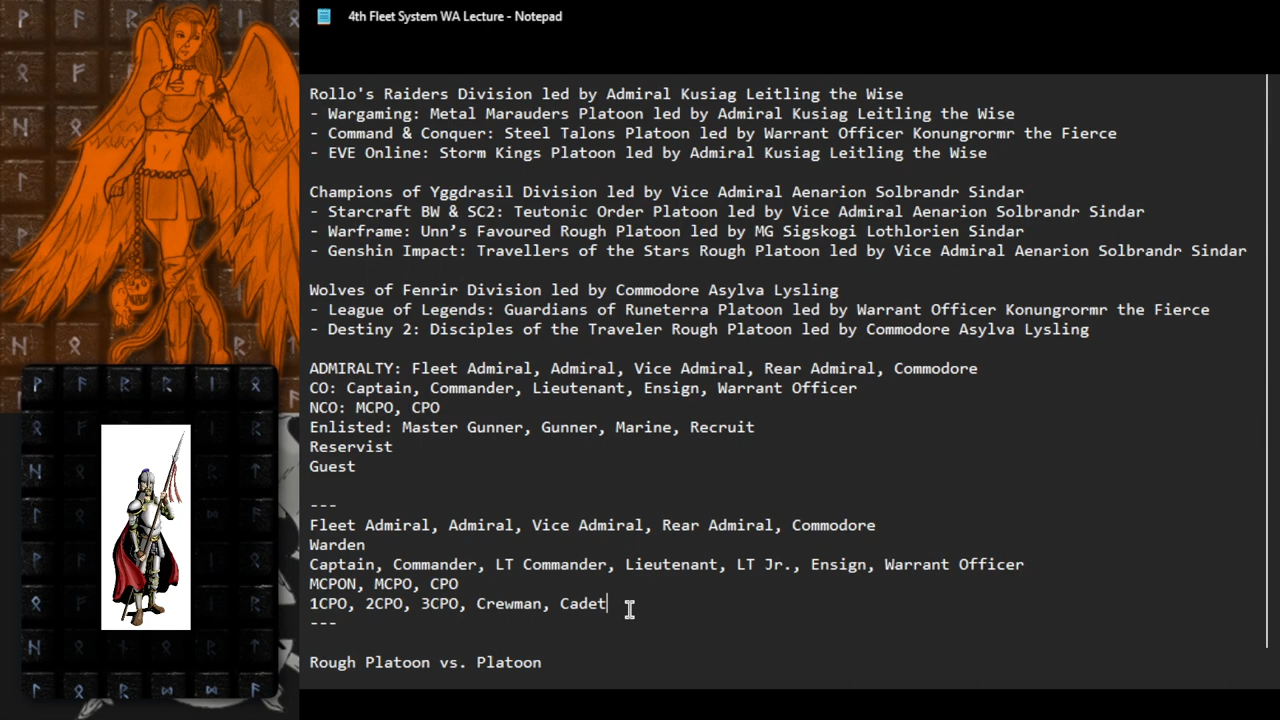 4th Fleet System WA Lecture - Notepad
Rollo's Raiders Division led by Admiral Kusiag Leitling the Wise
- Wargaming: Metal Marauders Platoon led by Admiral Kusiag Leitling the Wise
- Command & Conquer: Steel Talons Platoon led by Warrant Officer Konungrormr the Fierce
- EVE Online: Storm Kings Platoon led by Admiral Kusiag Leitling the Wise
Champions of Yggdrasil Division led by Vice Admiral Aenarion Solbrandr Sindar
- Starcraft BW & SC2: Teutonic Order Platoon led by Vice Admiral Aenarion Solbrandr Sindar
- Warframe: Unn’s Favoured Rough Platoon led by MG Sigskogi Lothlorien Sindar
- Genshin Impact: Travellers of the Stars Rough Platoon led by Vice Admiral Aenarion Solbrandr Sindar
Wolves of Fenrir Division led by Commodore Asylva Lysling
- League of Legends: Guardians of Runeterra Platoon led by Warrant Officer Konungrormr the Fierce
- Destiny 2: Disciples of the Traveler Rough Platoon led by Commodore Asylva Lysling
ADMIRALTY: Fleet Admiral, Admiral, Vice Admiral, Rear Admiral, Commodore
CO: Captain, Commander, Lieutenant, Ensign, Warrant Officer
NCO: MCPO, CPO
Enlisted: Master Gunner, Gunner, Marine, Recruit
Reservist
Guest
---
Fleet Admiral, Admiral, Vice Admiral, Rear Admiral, Commodore
Warden
Captain, Commander, LT Commander, Lieutenant, LT Jr., Ensign, Warrant Officer
MCPON, MCPO, CPO
1CPO, 2CPO, 3CPO, Crewman, Cadet
---
Rough Platoon vs. Platoon